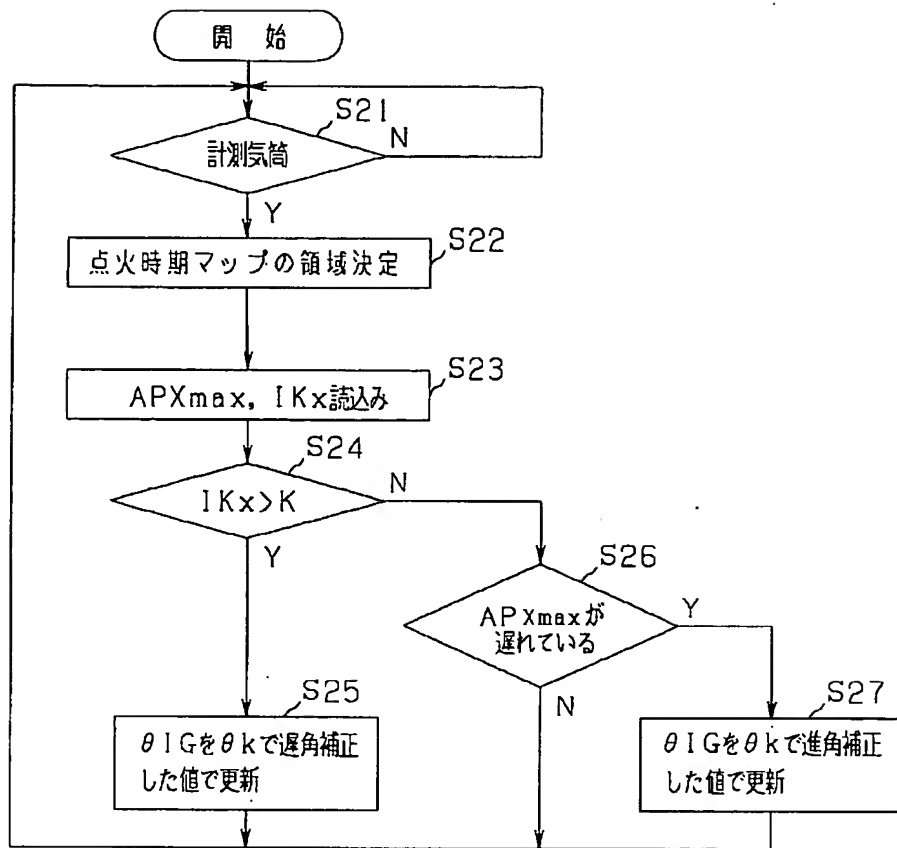 開 始
S21
計測気筒
N
Y
S22
点火時期マップの領域決定
S23
APXmax, IKx読込み
S24
IKx>K
N
Y
S26
APXmaxが
遅れている
Y
N
S25
θIGをθkで遅角補正
した値で更新
S27
θIGをθkで進角補正
した値で更新